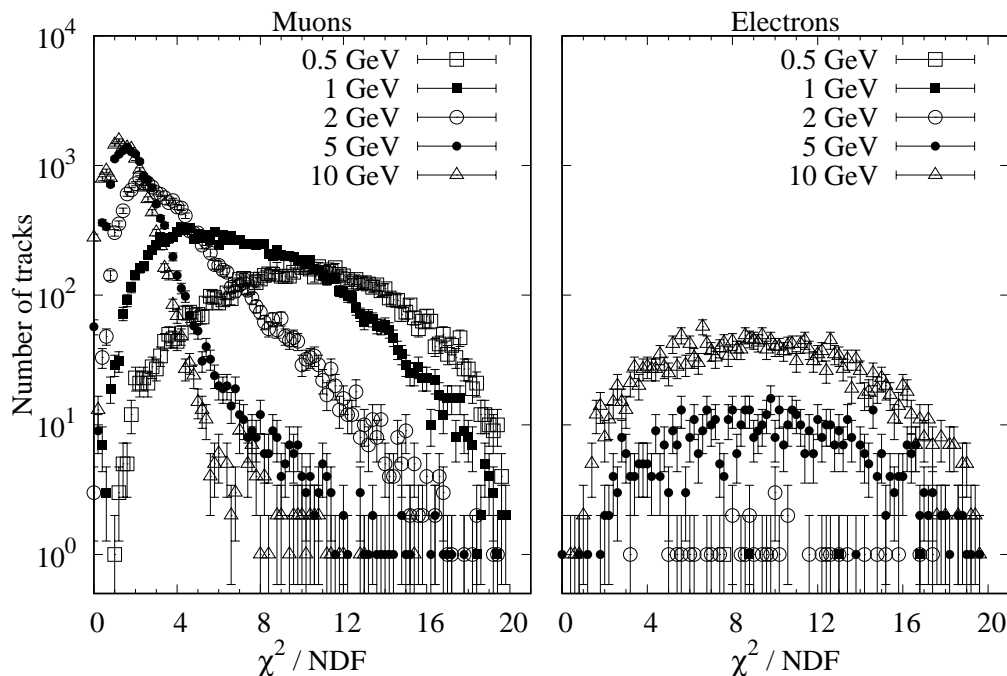 Muons
Electrons
10^4
10^3
10^2
10^1
10^0
Number of tracks
0.5 GeV
1 GeV
2 GeV
5 GeV
10 GeV
0.5 GeV
1 GeV
2 GeV
5 GeV
10 GeV
0 4 8 12 16 20
0 4 8 12 16 20
χ^2 / NDF
χ^2 / NDF